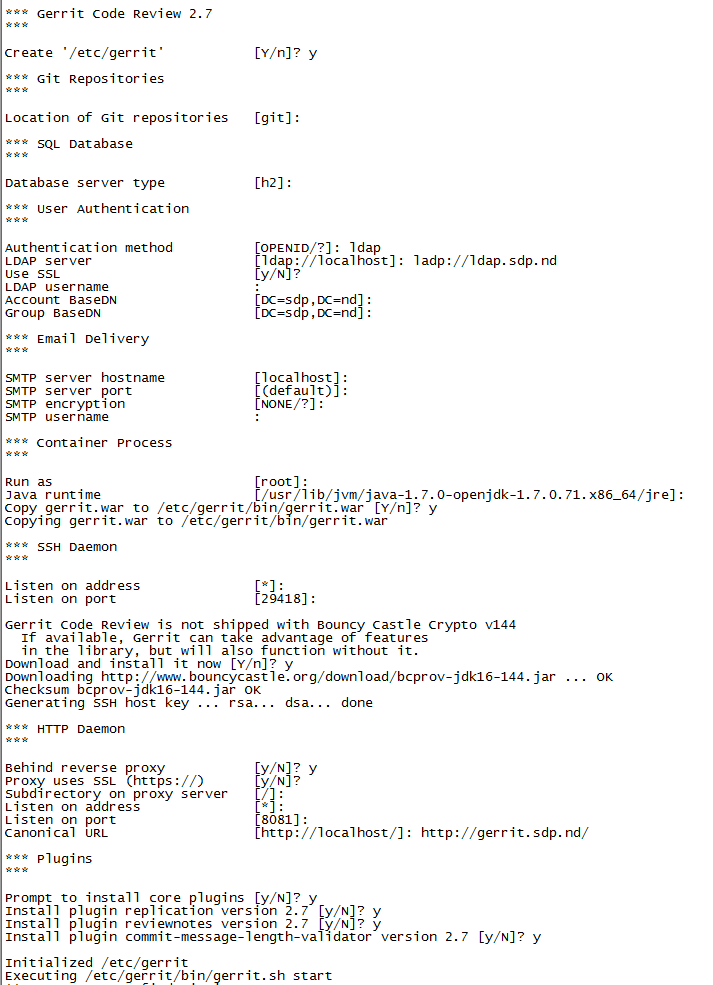 *** Gerrit Code Review 2.7
***
Create '/etc/gerrit' [Y/n]? y
*** Git Repositories
***
Location of Git repositories [git]:
*** SQL Database
***
Database server type [h2]:
*** User Authentication
***
Authentication method [OPENID/?]: ldap
LDAP server [ldap://localhost]: ladp://ldap.sdp.nd
Use SSL [y/N]?
LDAP username :
Account BaseDN [DC=sdp,DC=nd]:
Group BaseDN [DC=sdp,DC=nd]:
*** Email Delivery
***
SMTP server hostname [localhost]:
SMTP server port [(default)]:
SMTP encryption [NONE/?]:
SMTP username :
*** Container Process
***
Run as [root]:
Java runtime [/usr/lib/jvm/java-1.7.0-openjdk-1.7.0.71.x86_64/jre]:
Copy gerrit.war to /etc/gerrit/bin/gerrit.war [Y/n]? y
Copying gerrit.war to /etc/gerrit/bin/gerrit.war
*** SSH Daemon
***
Listen on address [*]:
Listen on port [29418]:
Gerrit Code Review is not shipped with Bouncy Castle Crypto v144
If available, Gerrit can take advantage of features
in the library, but will also function without it.
Download and install it now [Y/n]? y
Downloading http://www.bouncycastle.org/download/bcprov-jdk16-144.jar ... OK
Checksum bcprov-jdk16-144.jar OK
Generating SSH host key ... rsa... dsa... done
*** HTTP Daemon
***
Behind reverse proxy [y/N]? y
Proxy uses SSL (https://) [y/N]?
Subdirectory on proxy server [/]:
Listen on address [*]:
Listen on port [8081]:
Canonical URL [http://localhost/]: http://gerrit.sdp.nd/
*** Plugins
***
Prompt to install core plugins [y/N]? y
Install plugin replication version 2.7 [y/N]? y
Install plugin reviewnotes version 2.7 [y/N]? y
Install plugin commit-message-length-validator version 2.7 [y/N]? y
Initialized /etc/gerrit
Executing /etc/gerrit/bin/gerrit.sh start